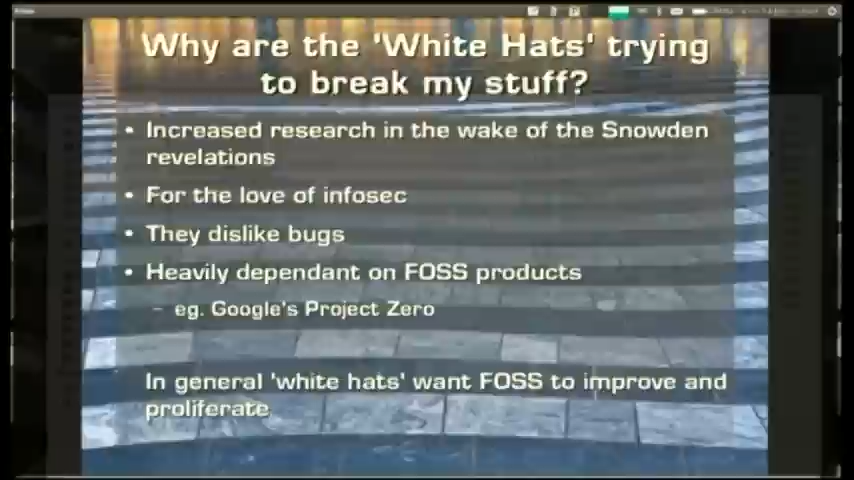 Why are the 'White Hats' trying
to break my stuff?
• Increased research in the wake of the Snowden
revelations
• For the love of infosec
• They dislike bugs
• Heavily dependant on FOSS products
– eg. Google's Project Zero
In general 'white hats' want FOSS to improve and
proliferate